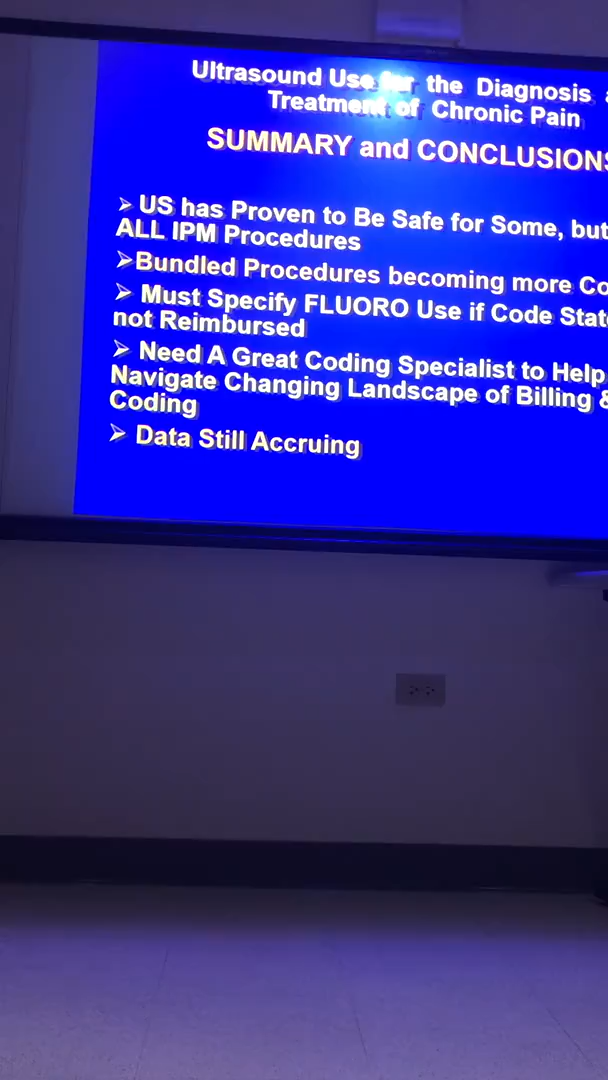 Ultrasound Use for the Diagnosis
Treatment of Chronic Pain
SUMMARY and CONCLUSIONS
➢ US has Proven to Be Safe for Some, but
ALL IPM Procedures
➢Bundled Procedures becoming more Co
➢ Must Specify FLUORO Use if Code Stat
not Reimbursed
➢ Need A Great Coding Specialist to Help
Navigate Changing Landscape of Billing &
Coding
➢ Data Still Accruing